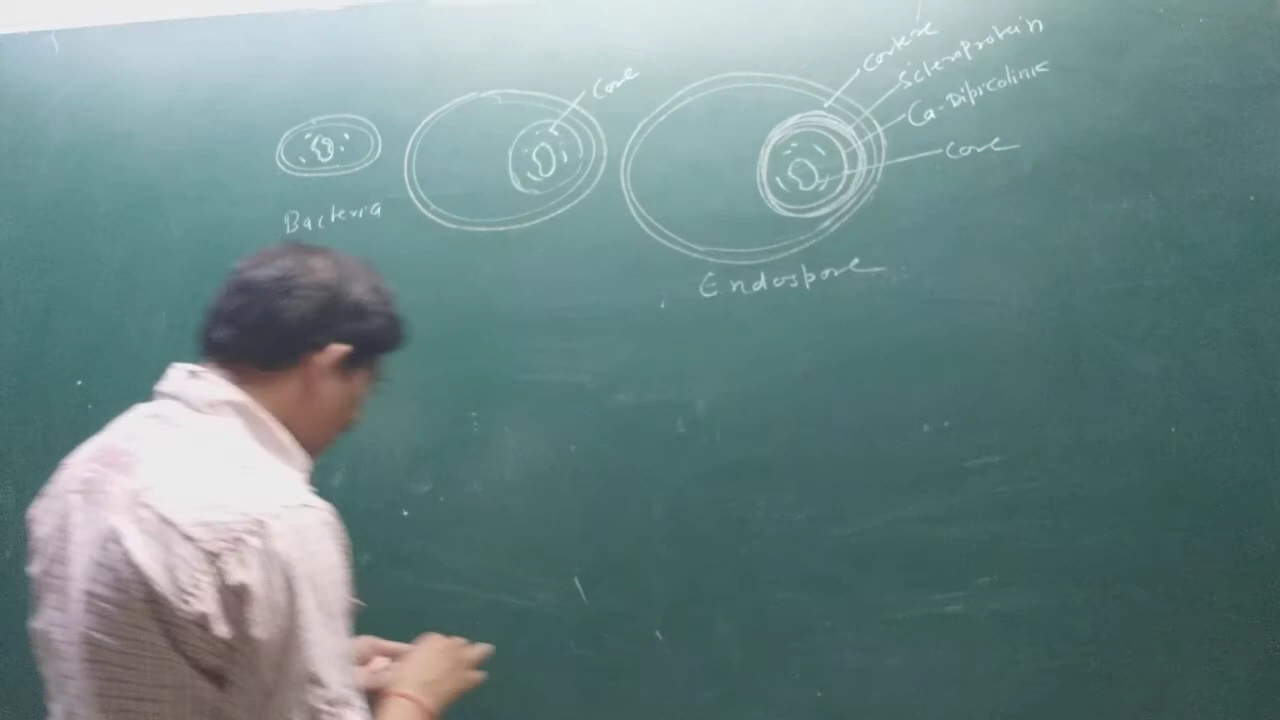 Cortex
Scleroprotein
Ca-Dipicolinic
Core
Core
Bacteria
Endospore